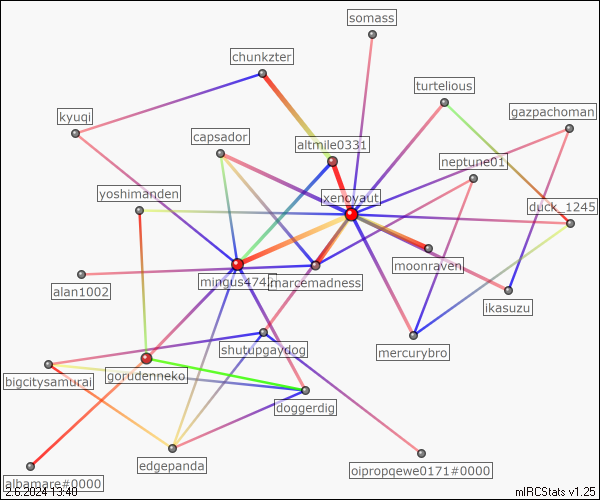 somass
chunkzter
turtelious
gazpachoman
kyuqi
capsador
altmile0331
neptune01
yoshimanden
xenovaut
duck_1245
moonraven
mingus474
marcemadness
alan1002
ikasuzu
shutupgaydog
mercurybro
gorudenneko
bigcitysamurai
doggerdig
edgepanda
oipropqewe0171#0000
albamare#0000
2.6.2024 13:40
mIRCStats v1.25